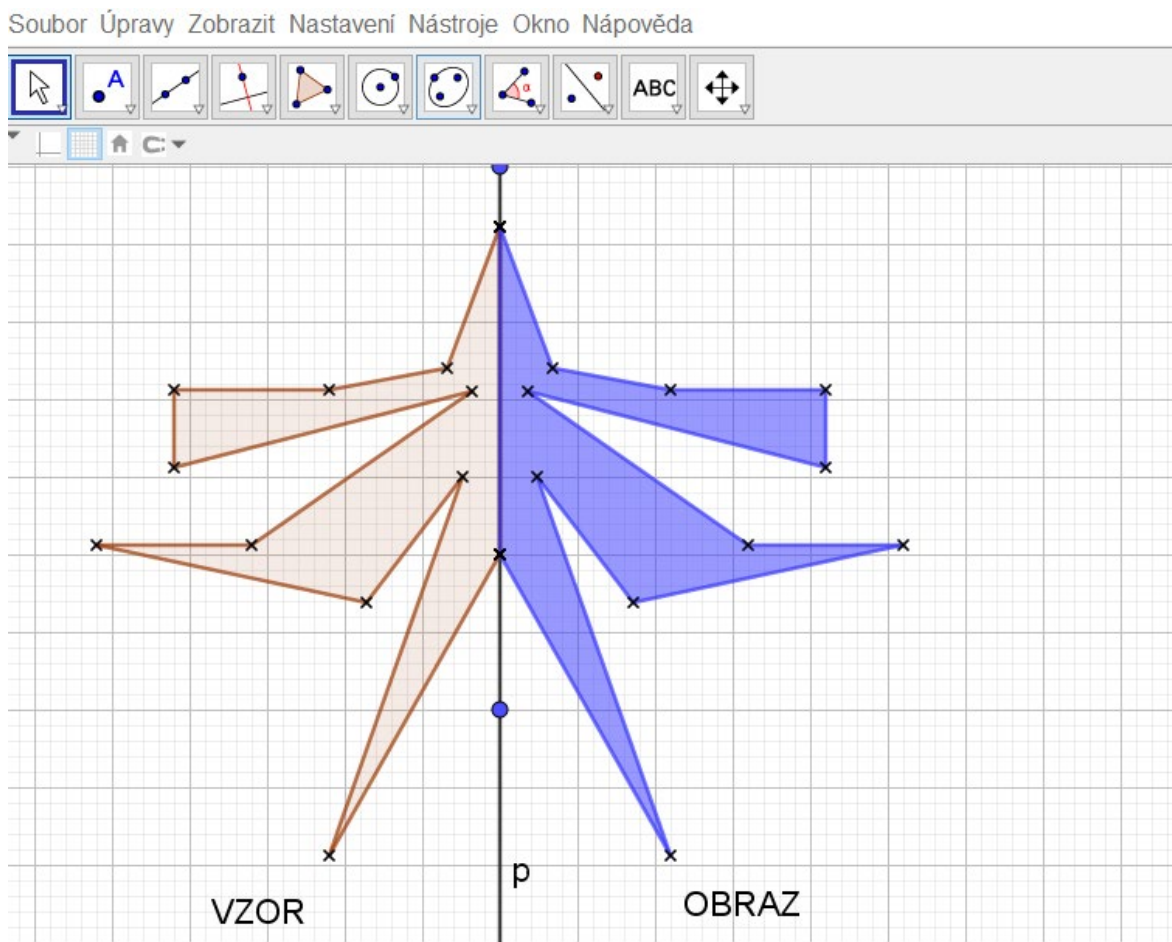 Soubor Úpravy Zobrazit Nastavení Nástroje Okno Nápověda
A α ABC
p
VZOR OBRAZ